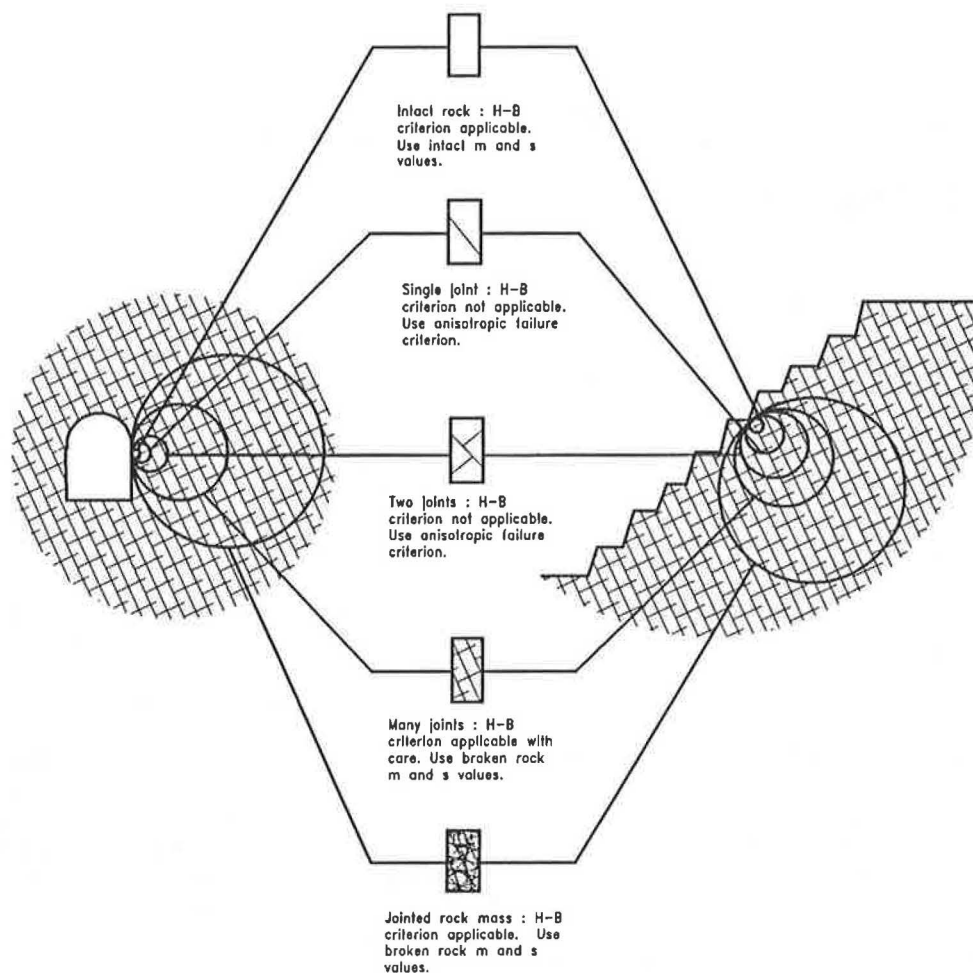 Intact rock : H-B
criterion applicable.
Use intact m and s
values.
Single joint : H-B
criterion not applicable.
Use anisotropic failure
criterion.
Two joints : H-B
criterion not applicable.
Use anisotropic failure
criterion.
Many joints : H-B
criterion applicable with
care. Use broken rock
m and s values.
Jointed rock mass : H-B
criterion applicable. Use
broken rock m and s
values.